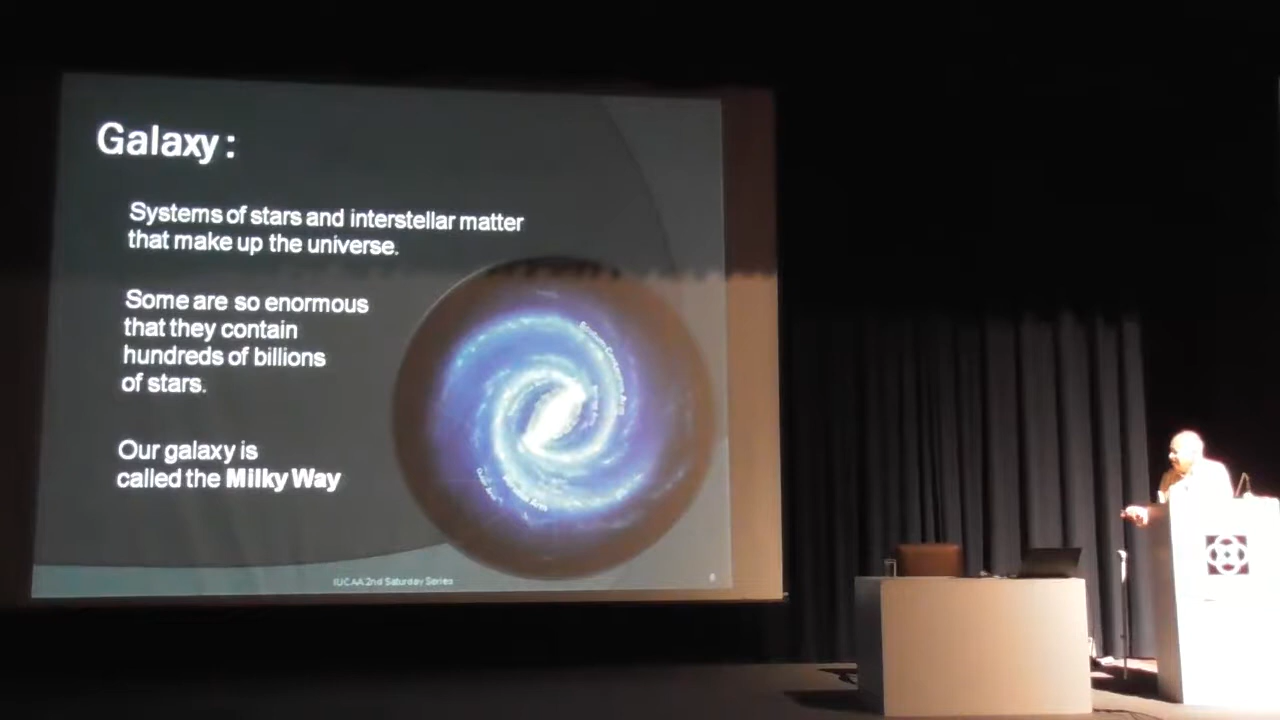 Galaxy :
Systems of stars and interstellar matter
that make up the universe.
Some are so enormous
that they contain
hundreds of billions
of stars.
Our galaxy is
called the Milky Way
IUCAA 2nd Saturday Series
6